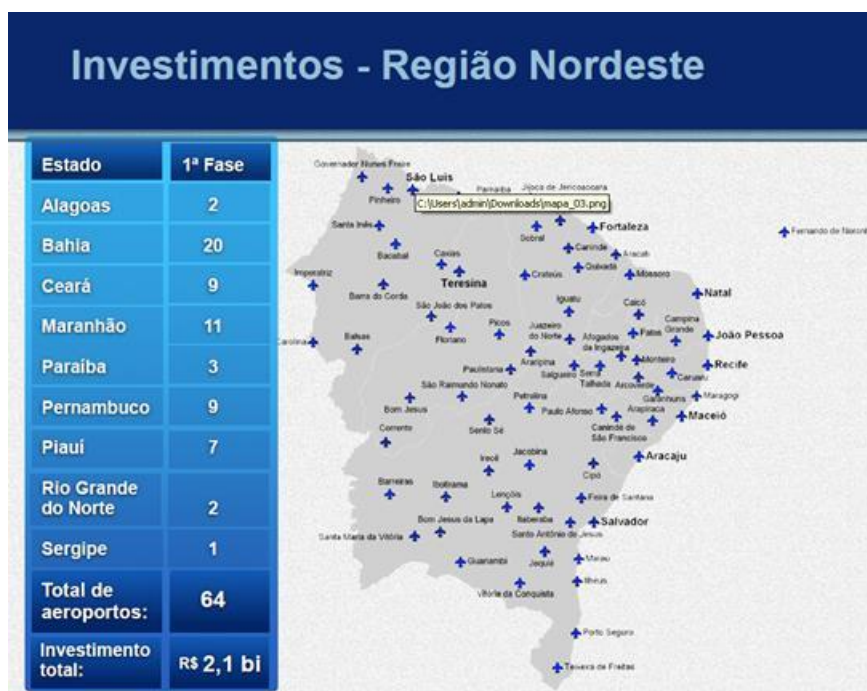 Investimentos - Região Nordeste
Estado 1ª Fase
Alagoas 2
Bahia 20
Ceará 9
Maranhão 11
Paraíba 3
Pernambuco 9
Piauí 7
Rio Grande
do Norte 2
Sergipe 1
Total de
aeroportos: 64
Investimento
total: R$ 2,1 bi
Governador Nunes Freire
São Luis
Parnaíba
Jijoca de Jericoacoara
Pinheiro
C:\Users\admin\Downloads\mapa_03.png
Santa Inês
Sobral
Fortaleza
Fernando de Noron
Bacabal
Caxias
Canindé
Aracati
Imperatriz
Teresina
Crateús
Quixadá
Mossoró
Barra do Corda
Natal
São João dos Patos
Iguatu
Caicó
Campina
Grande
Carolina
Balsas
Floriano
Picos
Juazeiro
do Norte
Afogados
da Ingazeira
Patos
João Pessoa
Paulistana
Araripina
Salgueiro
Serra
Talhada
Monteiro
Arcoverde
Caruaru
Recife
São Raimundo Nonato
Garanhuns
Maragogi
Bom Jesus
Petrolina
Paulo Afonso
Arapiraca
Maceió
Corrente
Sento Sé
Canindé de
São Francisco
Irecê
Jacobina
Cipó
Aracaju
Barreiras
Ibotirama
Lençóis
Feira de Santana
Bom Jesus da Lapa
Itaberaba
Salvador
Santa Maria da Vitória
Santo Antônio de Jesus
Guanambi
Jequié
Maraú
Vitória da Conquista
Ilhéus
Porto Seguro
Teixeira de Freitas